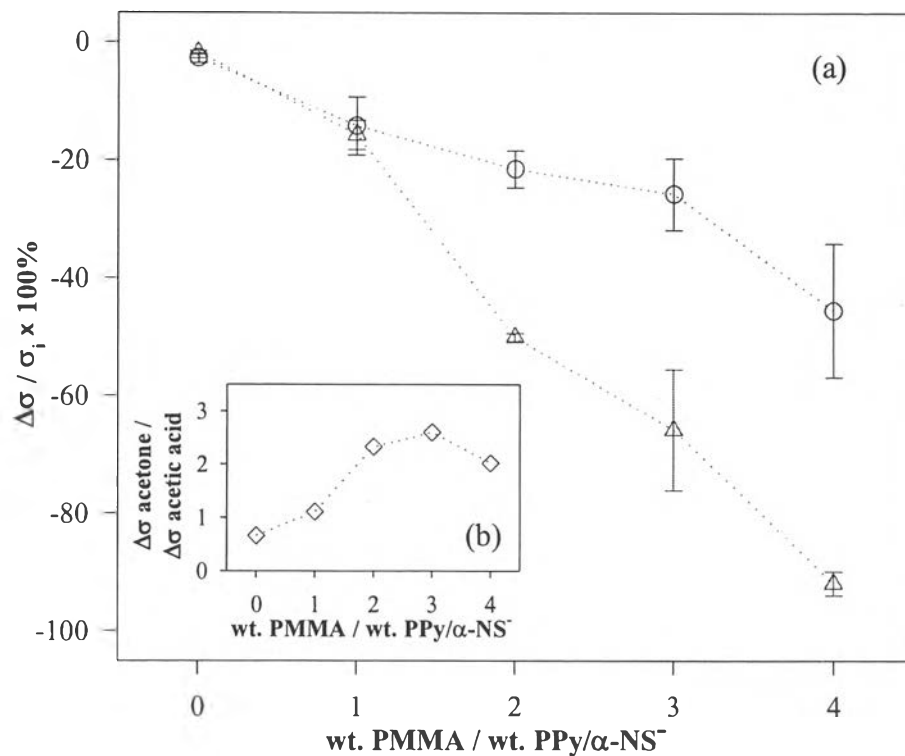 (a)
0
-20
-40
-60
-80
-100
Δσ / σᵢ x 100%
0 1 2 3 4
wt. PMMA / wt. PPy/α-NS⁻
(b)
3
2
1
0
Δσ acetone /
Δσ acetic acid
0 1 2 3 4
wt. PMMA / wt. PPy/α-NS⁻